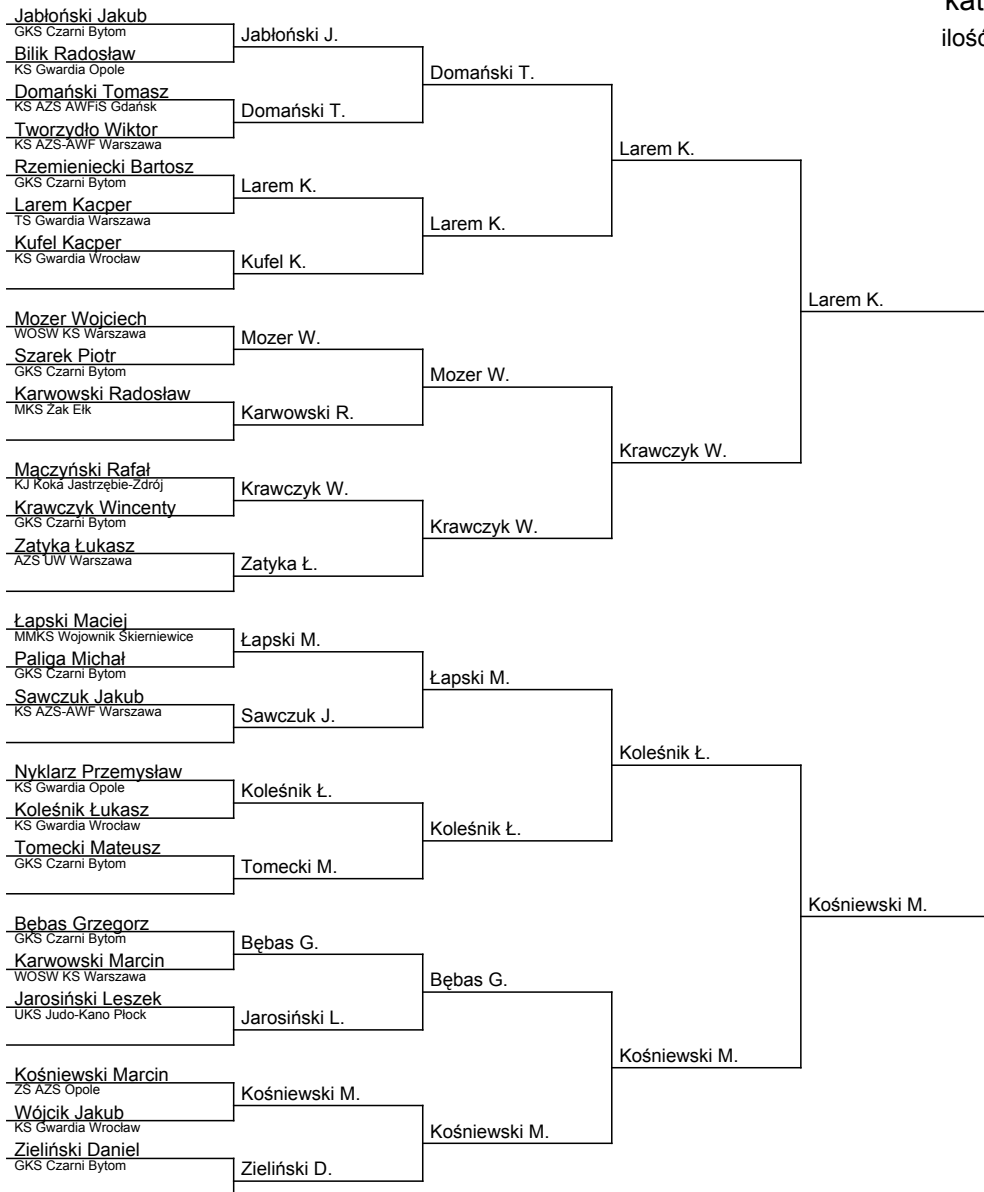 kat
ilość
Jabłoński Jakub
GKS Czarni Bytom
Jabłoński J.
Bilik Radosław
KS Gwardia Opole
Domański T.
Domański Tomasz
KS AZS AWFiS Gdańsk
Domański T.
Tworzydło Wiktor
KS AZS-AWF Warszawa
Larem K.
Rzemieniecki Bartosz
GKS Czarni Bytom
Larem K.
Larem Kacper
TS Gwardia Warszawa
Larem K.
Kufel Kacper
KS Gwardia Wrocław
Kufel K.
Larem K.
Mozer Wojciech
WOSW KS Warszawa
Mozer W.
Szarek Piotr
GKS Czarni Bytom
Mozer W.
Karwowski Radosław
MKS Żak Ełk
Karwowski R.
Krawczyk W.
Mączyński Rafał
KJ Koka Jastrzębie-Zdrój
Krawczyk W.
Krawczyk Wincenty
GKS Czarni Bytom
Krawczyk W.
Zatyka Łukasz
AZS UW Warszawa
Zatyka Ł.
Łapski Maciej
MMKS Wojownik Skierniewice
Łapski M.
Paliga Michał
GKS Czarni Bytom
Łapski M.
Sawczuk Jakub
KS AZS-AWF Warszawa
Sawczuk J.
Koleśnik Ł.
Nyklarz Przemysław
KS Gwardia Opole
Koleśnik Ł.
Koleśnik Łukasz
KS Gwardia Wrocław
Koleśnik Ł.
Tomecki Mateusz
GKS Czarni Bytom
Tomecki M.
Kośniewski M.
Bębas Grzegorz
GKS Czarni Bytom
Bębas G.
Karwowski Marcin
WOSW KS Warszawa
Bębas G.
Jarosiński Leszek
UKS Judo-Kano Płock
Jarosiński L.
Kośniewski M.
Kośniewski Marcin
ZS AZS Opole
Kośniewski M.
Wójcik Jakub
KS Gwardia Wrocław
Kośniewski M.
Zieliński Daniel
GKS Czarni Bytom
Zieliński D.